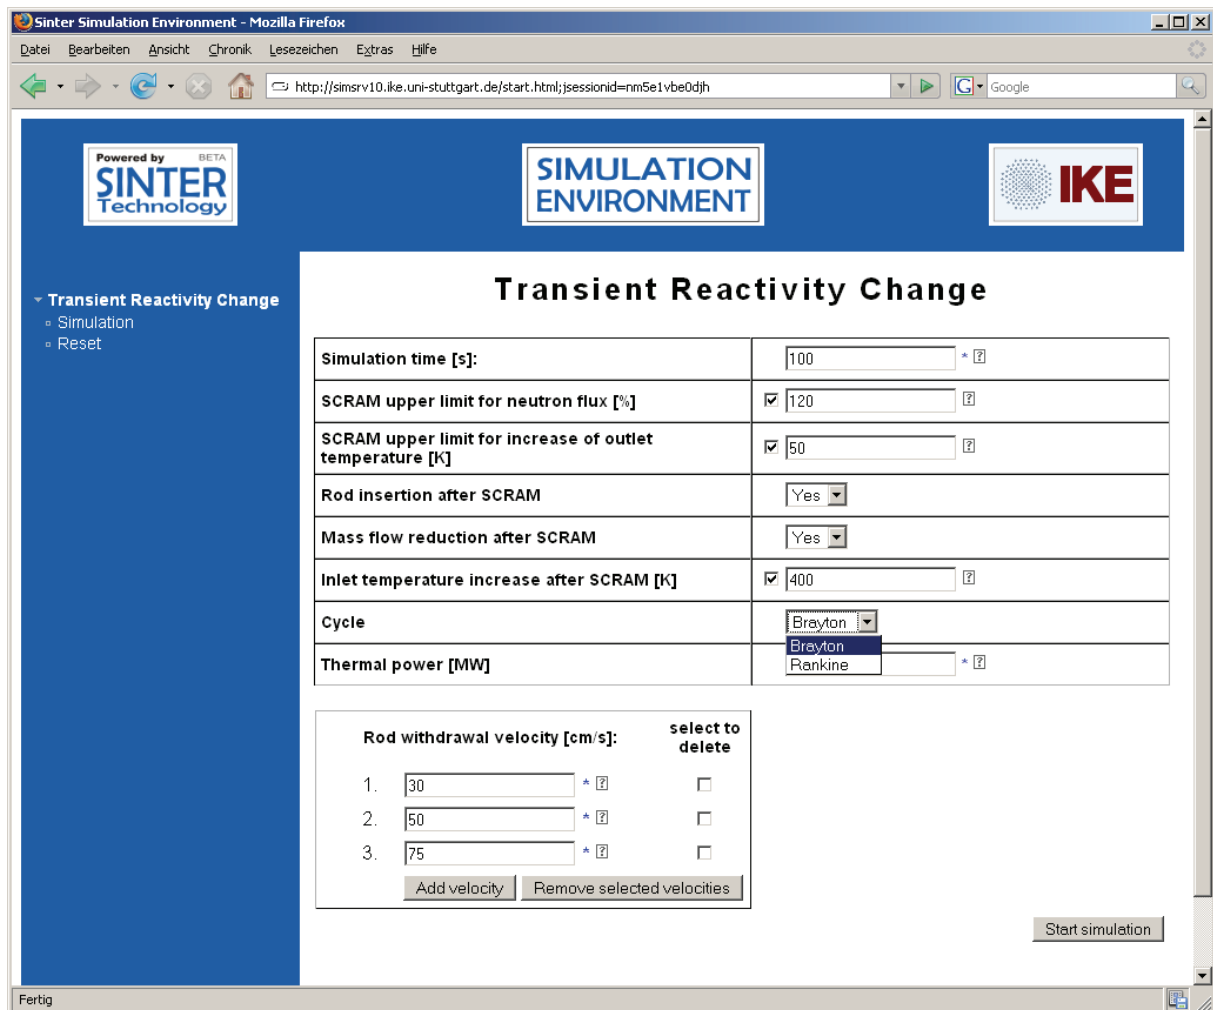 Sinter Simulation Environment - Mozilla Firefox
Datei Bearbeiten Ansicht Chronik Lesezeichen Extras Hilfe
http://simsrv10.ike.uni-stuttgart.de/start.html;jsessionid=nm5e1vbe0djh
G Google
Powered by BETA
SINTER
Technology
SIMULATION
ENVIRONMENT
IKE
Transient Reactivity Change
Simulation
Reset
Transient Reactivity Change
Simulation time [s]: 100 * ?
SCRAM upper limit for neutron flux [%] 120 ?
SCRAM upper limit for increase of outlet
temperature [K] 50 ?
Rod insertion after SCRAM Yes
Mass flow reduction after SCRAM Yes
Inlet temperature increase after SCRAM [K] 400 ?
Cycle Brayton
Brayton
Rankine
Thermal power [MW] * ?
Rod withdrawal velocity [cm/s]: select to
delete
1. 30 * ?
2. 50 * ?
3. 75 * ?
Add velocity Remove selected velocities
Start simulation
Fertig